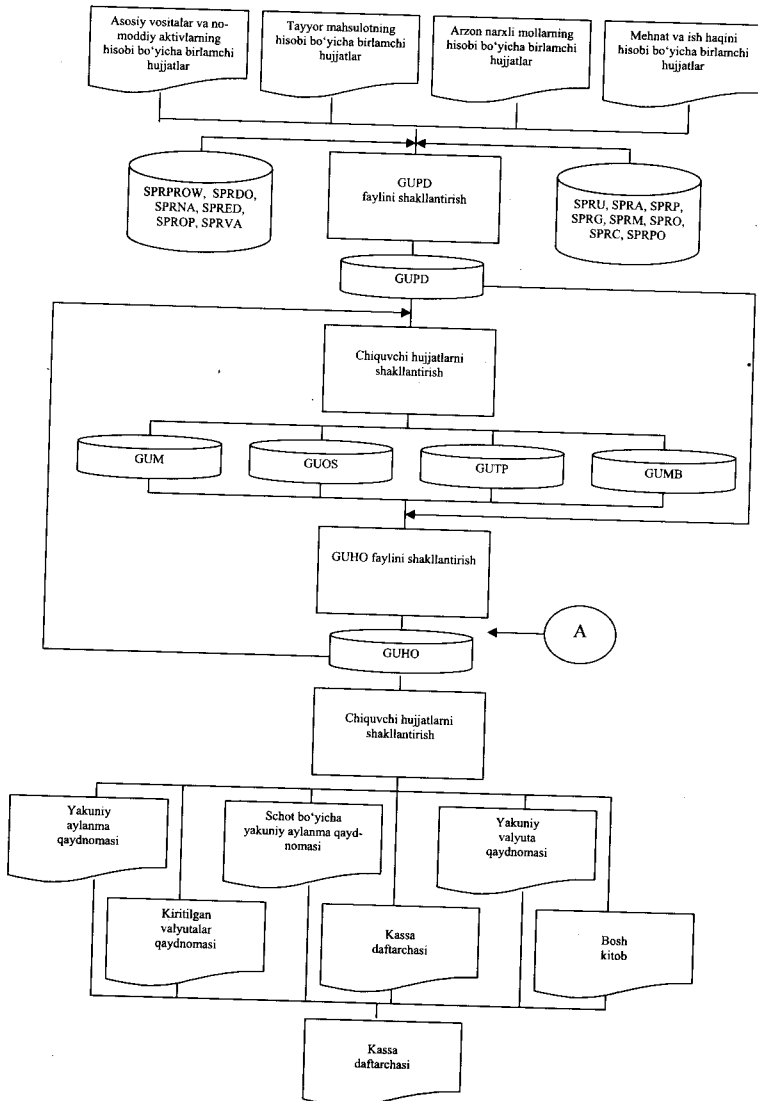 Asosiy vositalar va no-
moddiy aktivlarning
hisobi bo‘yicha birlamchi
hujjatlar
Tayyor mahsulotning
hisobi bo‘yicha birlamchi
hujjatlar
Arzon narxli mollarning
hisobi bo‘yicha birlamchi
hujjatlar
Mehnat va ish haqini
hisobi bo‘yicha birlamchi
hujjatlar
SPRPROW, SPRDO,
SPRNA, SPRED,
SPROP, SPRVA
GUPD
faylini shakllantirish
SPRU, SPRA, SPRP,
SPRG, SPRM, SPRO,
SPRC, SPRPO
GUPD
Chiquvchi hujjatlarni
shakllantirish
GUM
GUOS
GUTP
GUMB
GUHO faylini shakllantirish
A
GUHO
Chiquvchi hujjatlarni
shakllantirish
Yakuniy
aylanma
qaydnomasi
Schot bo‘yicha
yakuniy aylanma qayd-
nomasi
Yakuniy
valyuta
qaydnomasi
Kiritilgan
valyutalar
qaydnomasi
Kassa
daftarchasi
Bosh
kitob
Kassa
daftarchasi